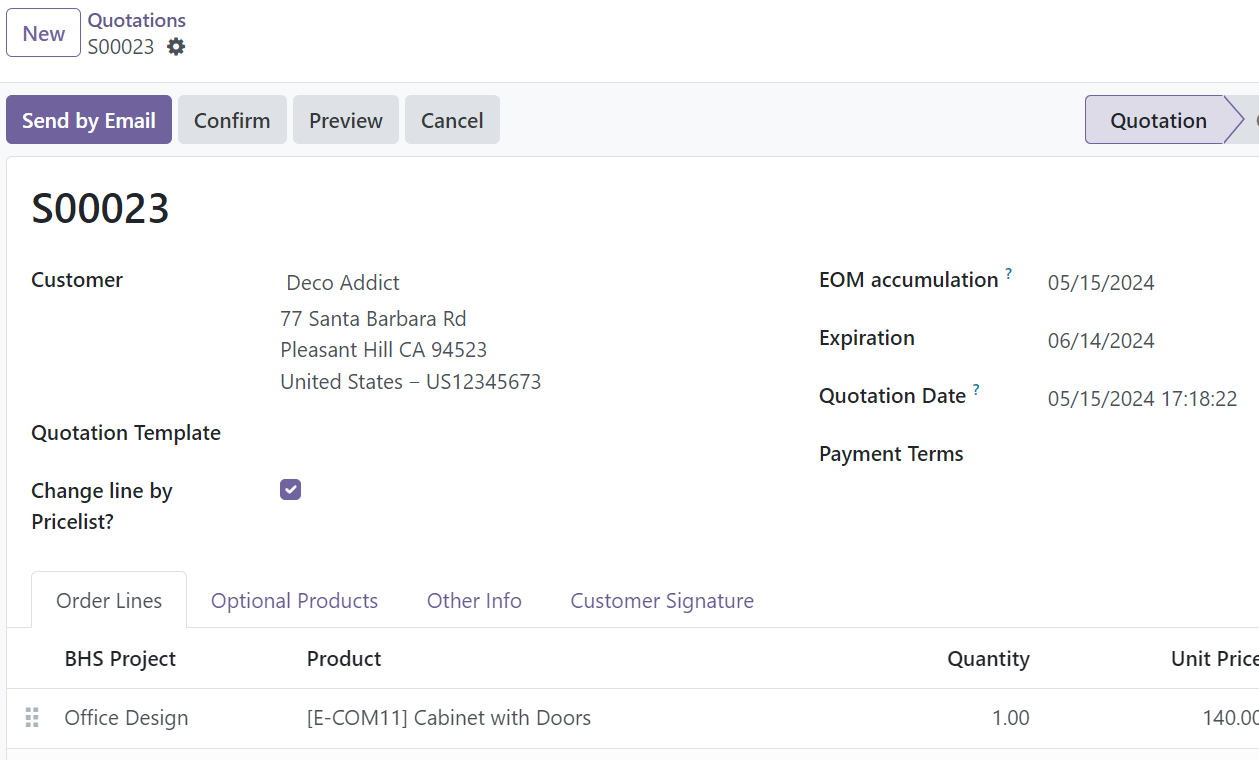 New
Quotations
S00023
Send by Email
Confirm
Preview
Cancel
Quotation
S00023
Customer
Deco Addict
77 Santa Barbara Rd
Pleasant Hill CA 94523
United States – US12345673
Quotation Template
Change line by
Pricelist?
EOM accumulation ?
05/15/2024
Expiration
06/14/2024
Quotation Date ?
05/15/2024 17:18:22
Payment Terms
Order Lines
Optional Products
Other Info
Customer Signature
BHS Project
Product
Quantity
Unit Price
Office Design
[E-COM11] Cabinet with Doors
1.00
140.00